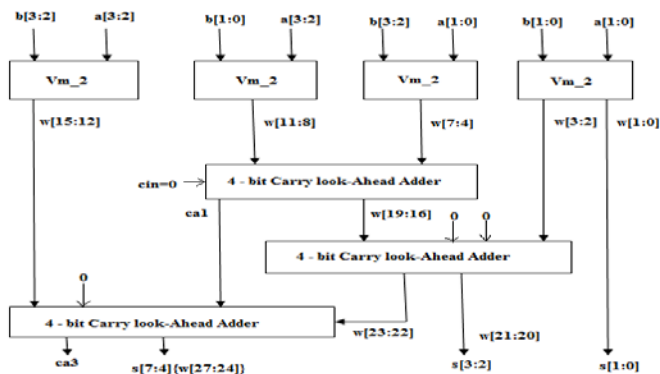 b[3:2] a[3:2] b[1:0] a[3:2] b[3:2] a[1:0] b[1:0] a[1:0]
Vm_2 Vm_2 Vm_2 Vm_2
w[15:12] w[11:8] w[7:4] w[3:2] w[1:0]
cin=0 4 - bit Carry look-Ahead Adder
ca1 w[19:16] 0 0
4 - bit Carry look-Ahead Adder
0
4 - bit Carry look-Ahead Adder w[23:22] w[21:20]
ca3 s[7:4]{w[27:24]} s[3:2] s[1:0]